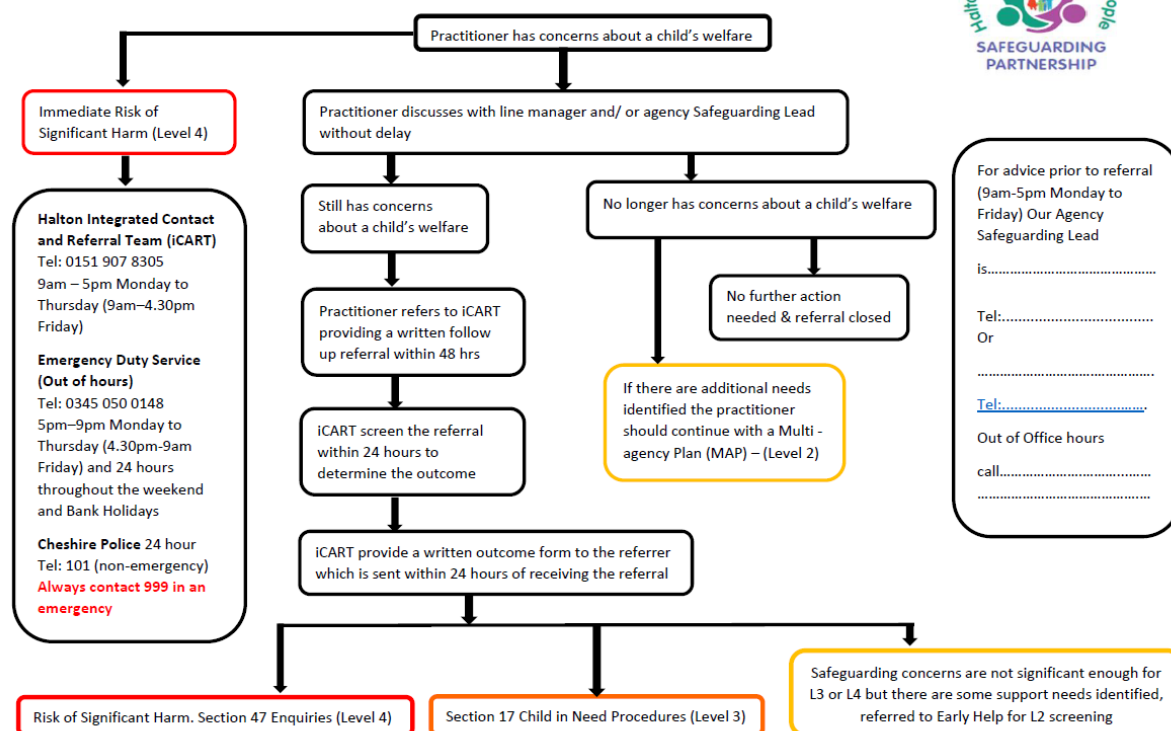 Halto
ople
SAFEGUARDING
PARTNERSHIP
Practitioner has concerns about a child's welfare
Immediate Risk of
Significant Harm (Level 4)
Practitioner discusses with line manager and/ or agency Safeguarding Lead
without delay
Halton Integrated Contact
and Referral Team (iCART)
Tel: 0151 907 8305
9am – 5pm Monday to
Thursday (9am–4.30pm
Friday)
Emergency Duty Service
(Out of hours)
Tel: 0345 050 0148
5pm–9pm Monday to
Thursday (4.30pm-9am
Friday) and 24 hours
throughout the weekend
and Bank Holidays
Cheshire Police 24 hour
Tel: 101 (non-emergency)
Always contact 999 in an
emergency
Still has concerns
about a child's welfare
No longer has concerns about a child's welfare
Practitioner refers to iCART
providing a written follow
up referral within 48 hrs
No further action
needed & referral closed
If there are additional needs
identified the practitioner
should continue with a Multi -
agency Plan (MAP) – (Level 2)
iCART screen the referral
within 24 hours to
determine the outcome
iCART provide a written outcome form to the referrer
which is sent within 24 hours of receiving the referral
For advice prior to referral
(9am-5pm Monday to
Friday) Our Agency
Safeguarding Lead
is……………………………………
Tel:...................................
Or
…………………………………….
Tel:...................................
Out of Office hours
call…………………………………
…………………………………….
Risk of Significant Harm. Section 47 Enquiries (Level 4)
Section 17 Child in Need Procedures (Level 3)
Safeguarding concerns are not significant enough for
L3 or L4 but there are some support needs identified,
referred to Early Help for L2 screening